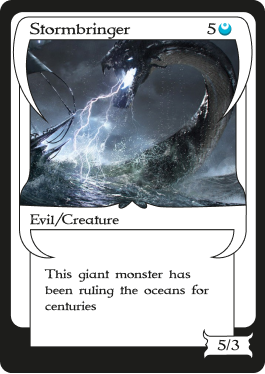 Stormbringer 5
Evil/Creature
This giant monster has
been ruling the oceans for
centuries
5/3